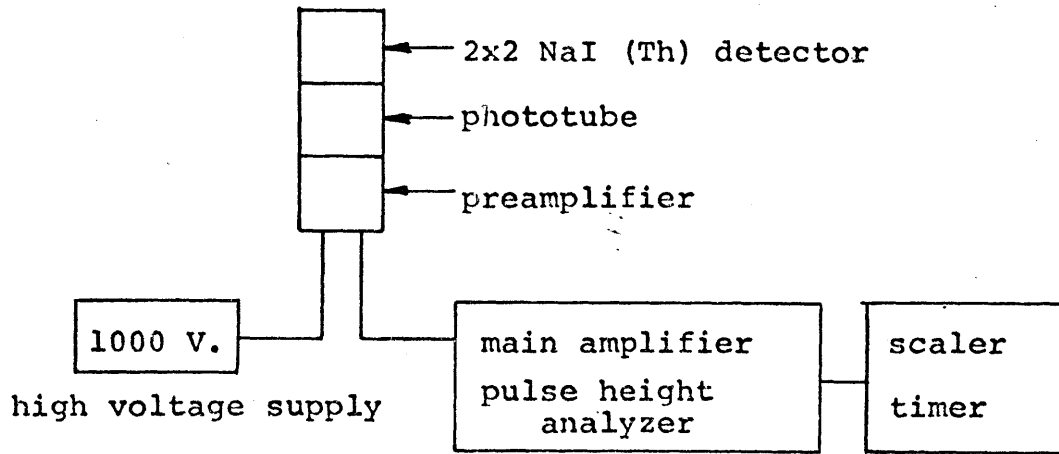 2x2 NaI (Th) detector
phototube
preamplifier
1000 V.
high voltage supply
main amplifier
pulse height
analyzer
scaler
timer